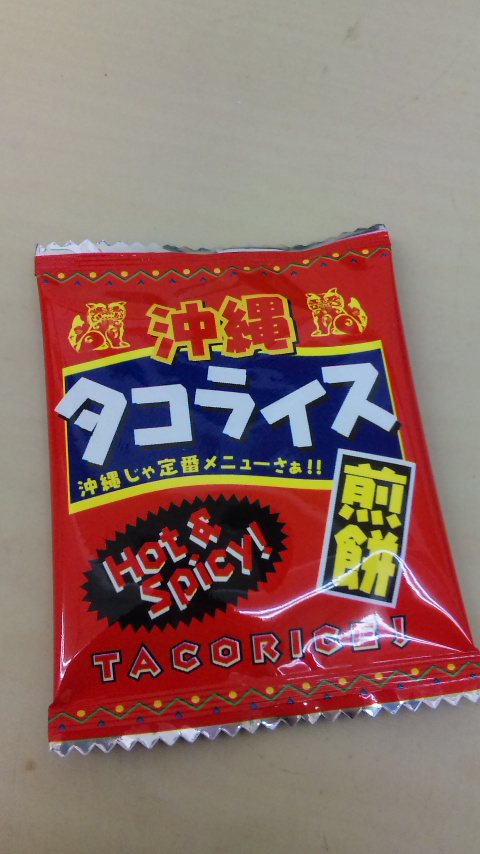 沖縄
タコライス
沖縄じゃ定番メニューさぁ!!
煎餅
Hot &
Spicy!
TACORICE!